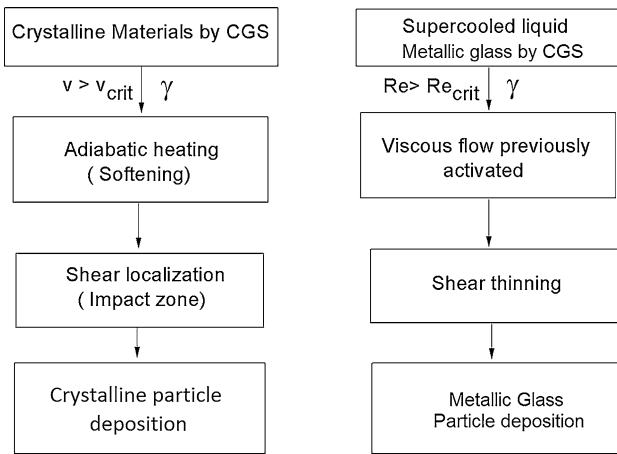 Crystalline Materials by CGS
v > vcrit γ
Adiabatic heating
( Softening)
Shear localization
( Impact zone)
Crystalline particle
deposition
Supercooled liquid
Metallic glass by CGS
Re> Recrit γ
Viscous flow previously
activated
Shear thinning
Metallic Glass
Particle deposition